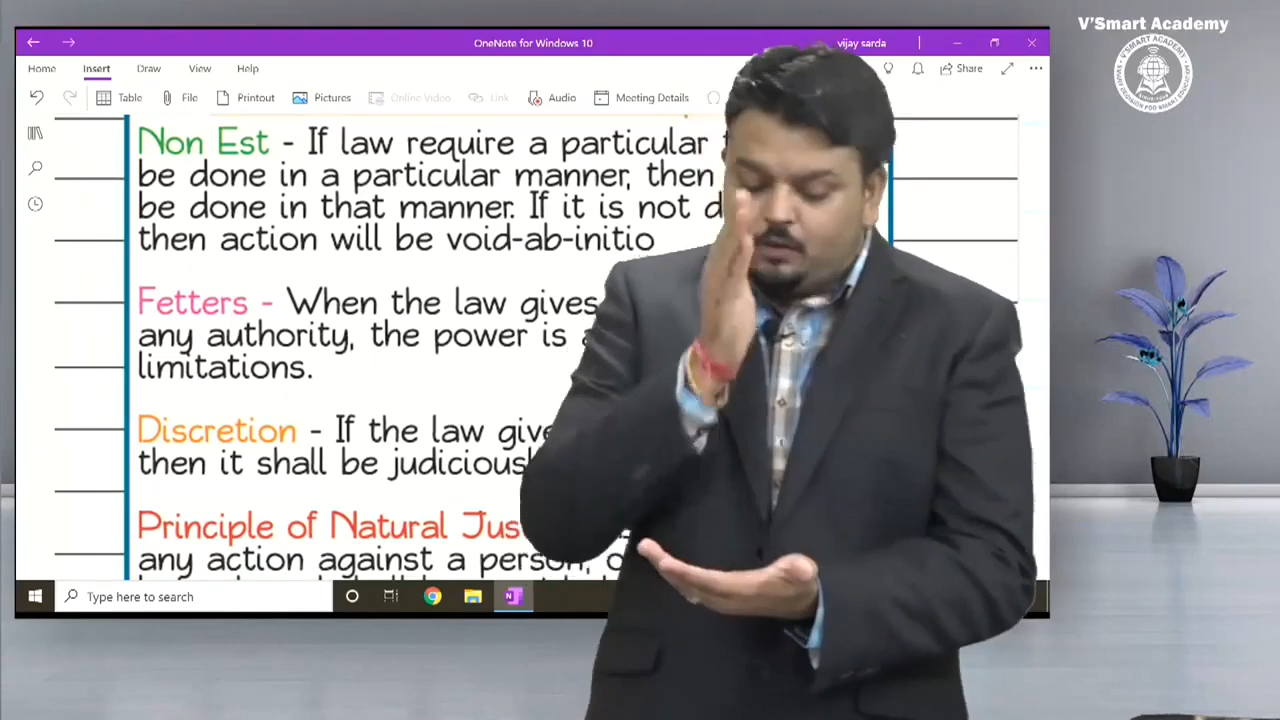 V'Smart Academy
OneNote for Windows 10
vijay sarda
Home Insert Draw View Help
Share
Table File Printout Pictures Online Video Link Audio Meeting Details
Non Est - If law require a particular
be done in a particular manner, then
be done in that manner. If it is not
then action will be void-ab-initio
Fetters - When the law gives
any authority, the power is
limitations.
Discretion - If the law
then it shall be
Principle of Natural
any action against a person,
Type here to search